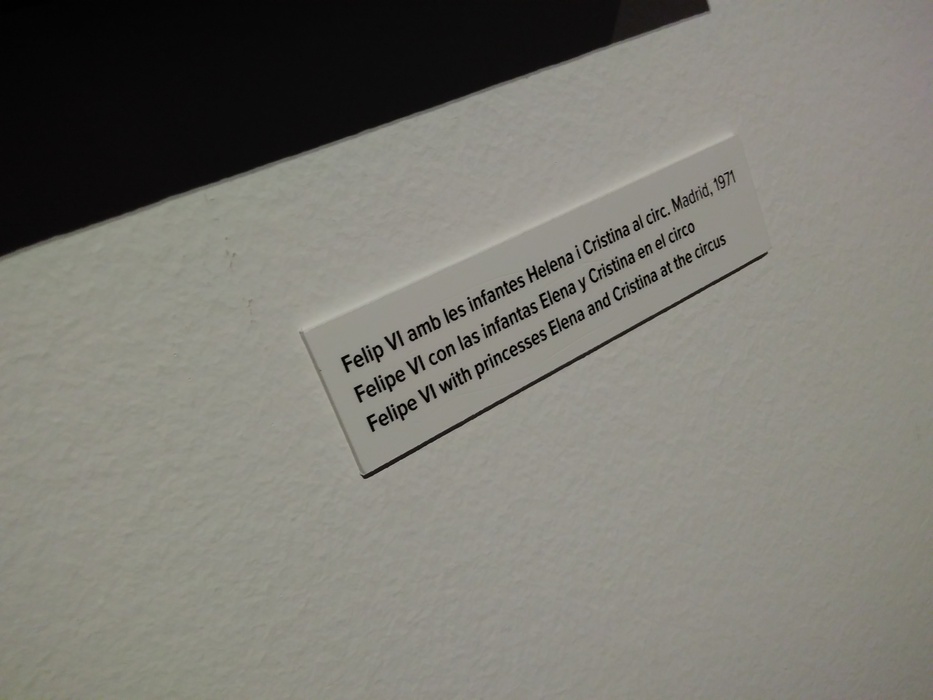 Felip VI amb les infantes Helena i Cristina al circ. Madrid, 1971
Felipe VI con las infantas Elena y Cristina en el circo
Felipe VI with princesses Elena and Cristina at the circus